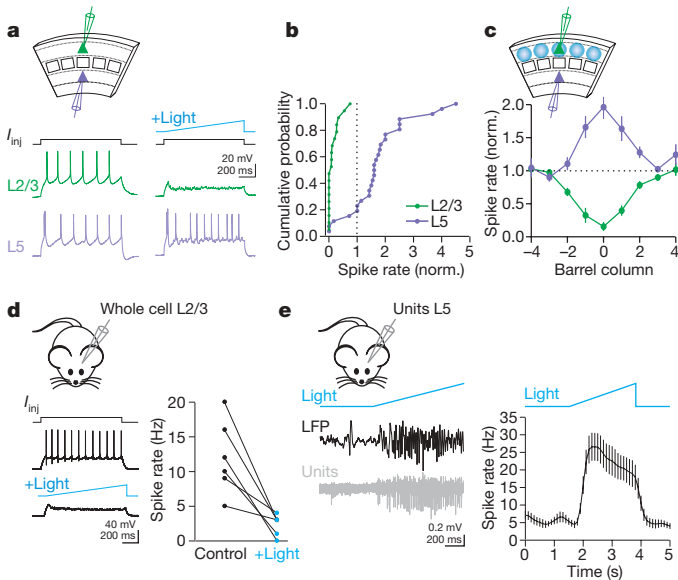 a
+Light
I inj
20 mV
200 ms
L2/3
L5
b
Cumulative probability
1.0
0.8
0.6
0.4
0.2
0
L2/3
L5
0 1 2 3 4 5
Spike rate (norm.)
c
Spike rate (norm.)
2.0
1.5
1.0
0.5
0.0
−4 −2 0 2 4
Barrel column
d
Whole cell L2/3
I inj
+Light
40 mV
200 ms
Spike rate (Hz)
20
15
10
5
0
Control +Light
e
Units L5
Light
LFP
Units
0.2 mV
200 ms
Light
Spike rate (Hz)
35
30
25
20
15
10
5
0
0 1 2 3 4 5
Time (s)